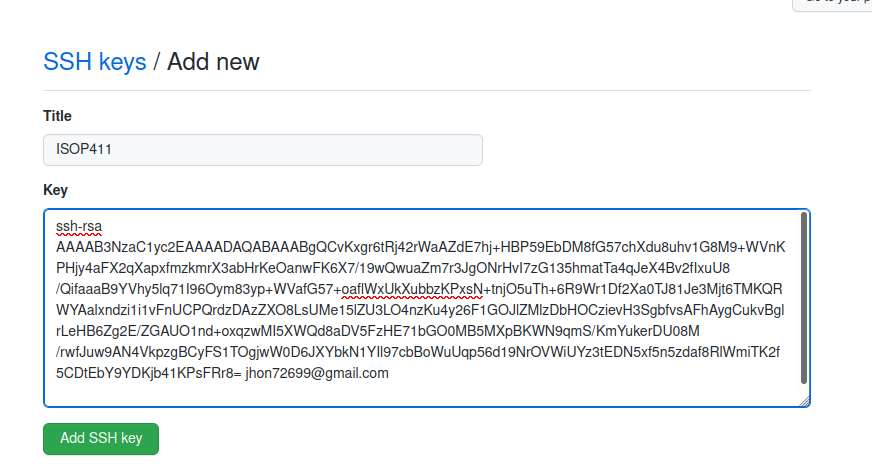 SSH keys / Add new
Title
ISOP411
Key
ssh-rsa
AAAAB3NzaC1yc2EAAAADAQABAAABgQCvKxgr6tRj42rWaAZdE7hj+HBP59EbDM8fG57chXdu8uhv1G8M9+WVnK
PHjy4aFX2qXapxfmzkmrX3abHrKeOanwFK6X7/19wQwuaZm7r3JgONrHvI7zG135hmatTa4qJeX4Bv2fIxuU8
/QifaaaB9YVhy5lq71I96Oym83yp+WVafG57+oaflWxUkXubbzKPxsN+tnjO5uTh+6R9Wr1Df2Xa0TJ81Je3Mjt6TMKQR
WYAalxndzi1i1vFnUCPQrdzDAzZXO8LsUMe15lZU3LO4nzKu4y26F1GOJlZMlzDbHOCzievH3SgbfvsAFhAygCukvBgl
rLeHB6Zg2E/ZGAUO1nd+oxqzwMI5XWQd8aDV5FzHE71bGO0MB5MXpBKWN9qmS/KmYukerDU08M
/rwfJuw9AN4VkpzgBCyFS1TOgjwW0D6JXYbkN1YIl97cbBoWuUqp56d19NrOVWiUYz3tEDN5xf5n5zdaf8RlWmiTK2f
5CDtEbY9YDKjb41KPsFRr8= jhon72699@gmail.com
Add SSH key